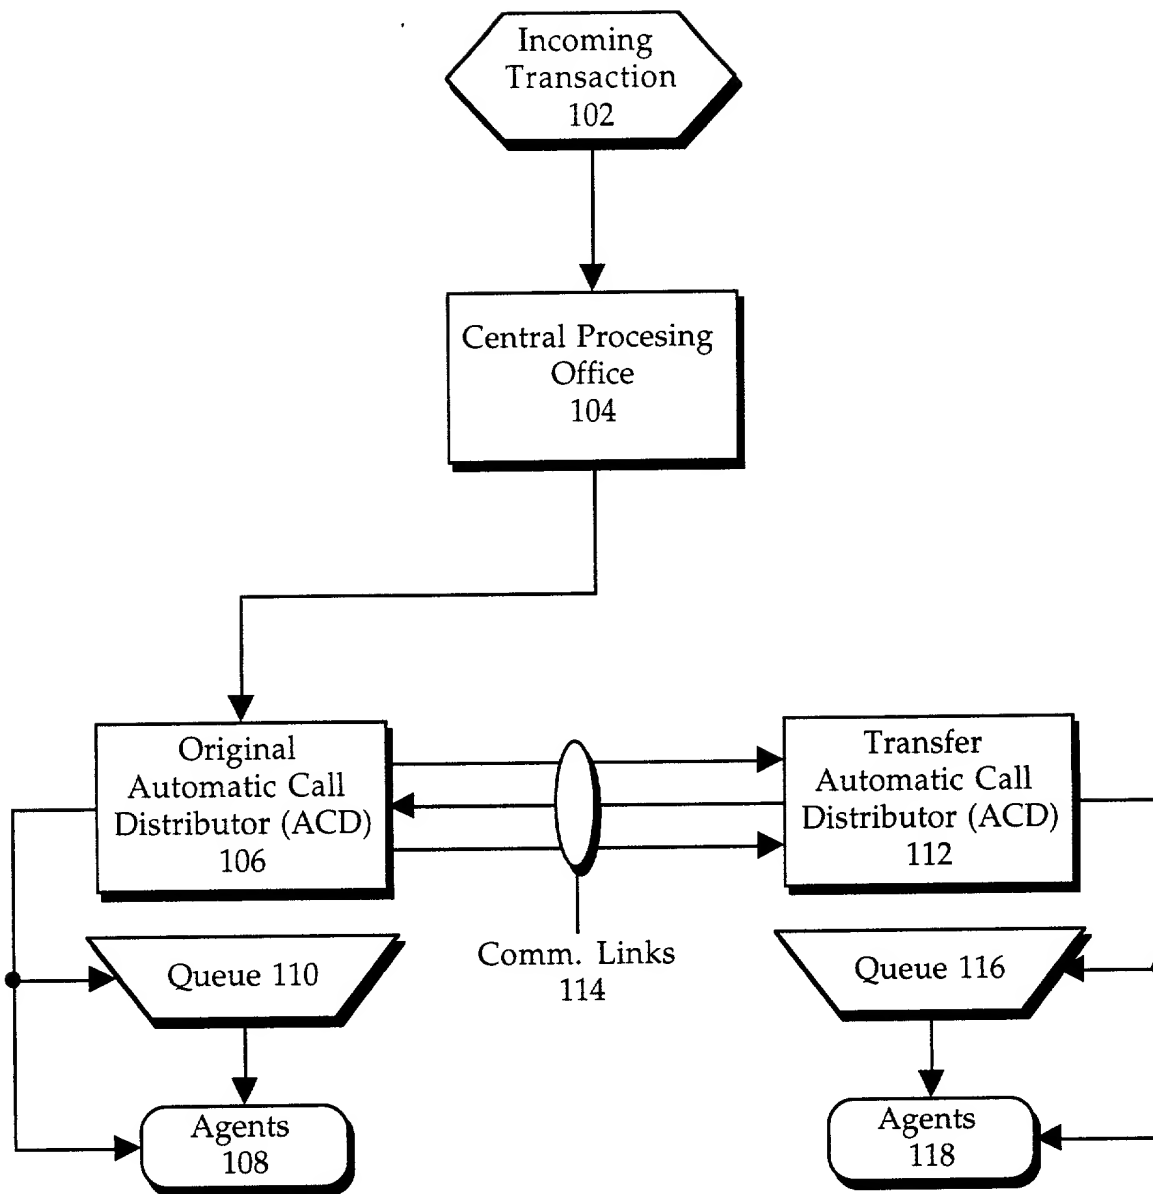 Incoming
Transaction
102
Central Procesing
Office
104
Original
Automatic Call
Distributor (ACD)
106
Transfer
Automatic Call
Distributor (ACD)
112
Comm. Links
114
Queue 110
Queue 116
Agents
108
Agents
118